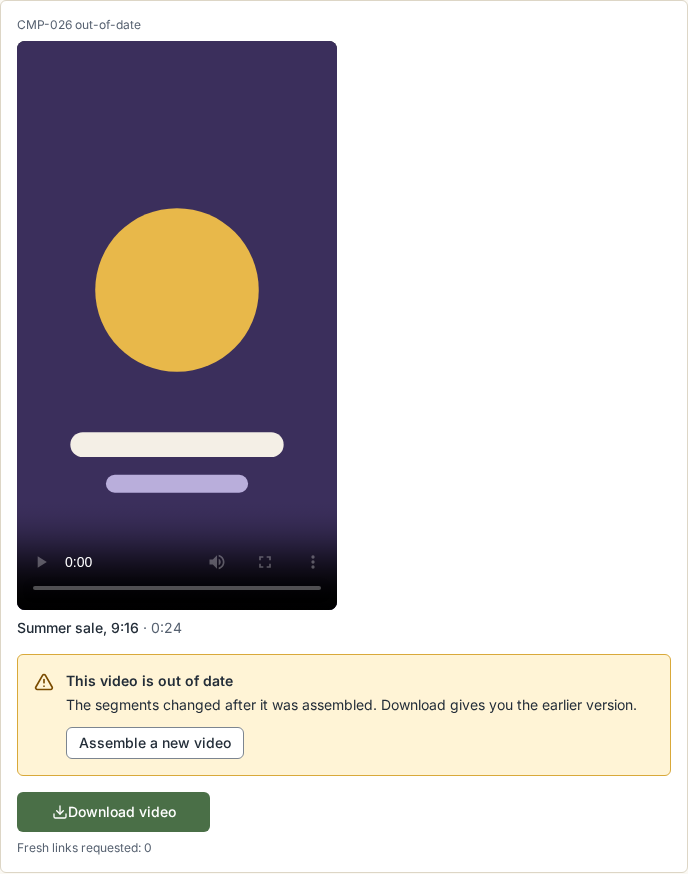 CMP-026 out-of-date
0:00
Summer sale, 9:16 · 0:24
This video is out of date
The segments changed after it was assembled. Download gives you the earlier version.
Assemble a new video
Download video
Fresh links requested: 0